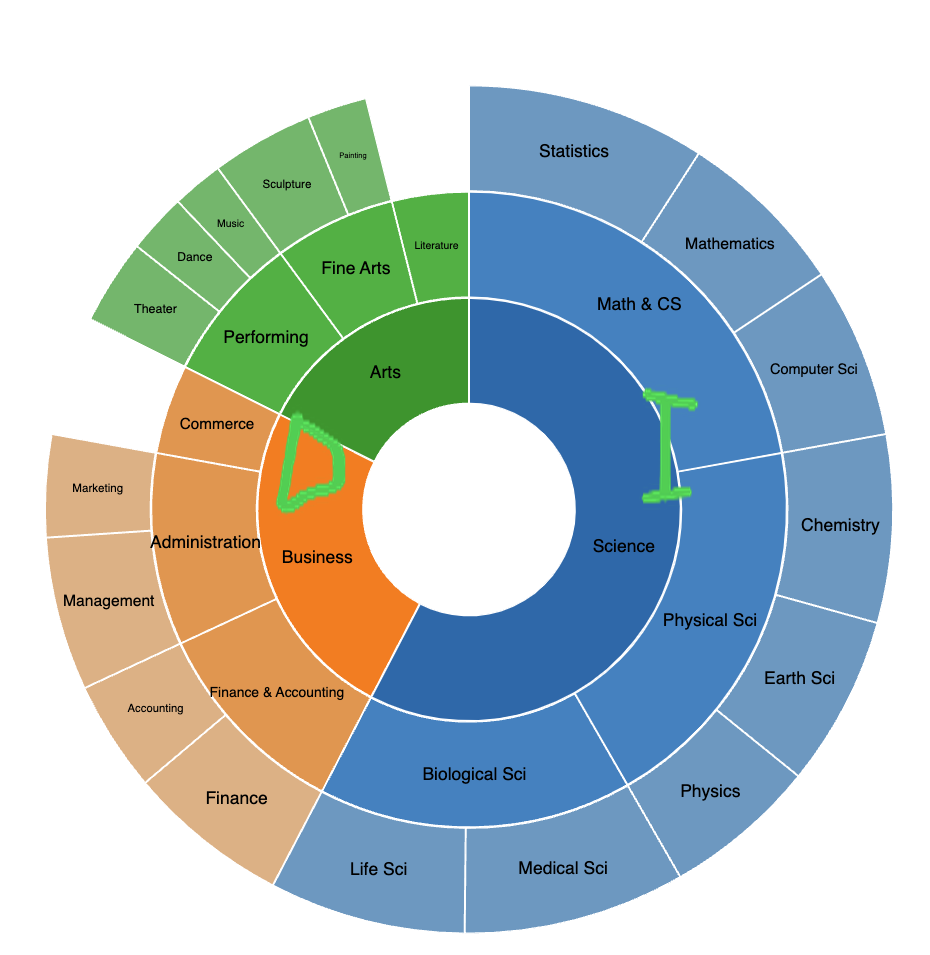 Statistics
Painting
Sculpture
Music
Mathematics
Literature
Dance
Fine Arts
Math & CS
Theater
Performing
Computer Sci
Arts
I
D
Commerce
Marketing
Chemistry
Administration
Science
Business
Management
Physical Sci
Earth Sci
Finance & Accounting
Accounting
Biological Sci
Physics
Finance
Life Sci
Medical Sci